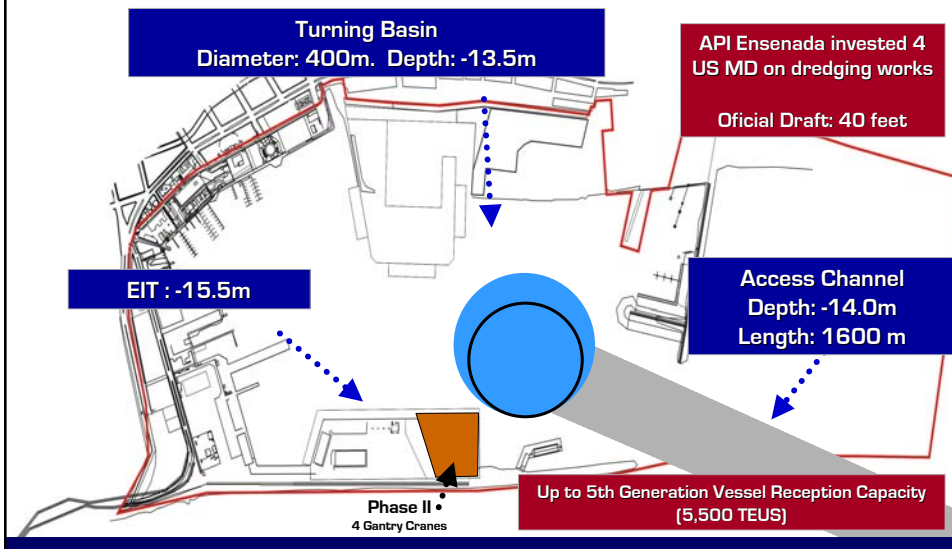 Turning Basin
Diameter: 400m. Depth: -13.5m
API Ensenada invested 4
US MD on dredging works
Oficial Draft: 40 feet
EIT : -15.5m
Access Channel
Depth: -14.0m
Length: 1600 m
Phase II
4 Gantry Cranes
Up to 5th Generation Vessel Reception Capacity
(5,500 TEUS)